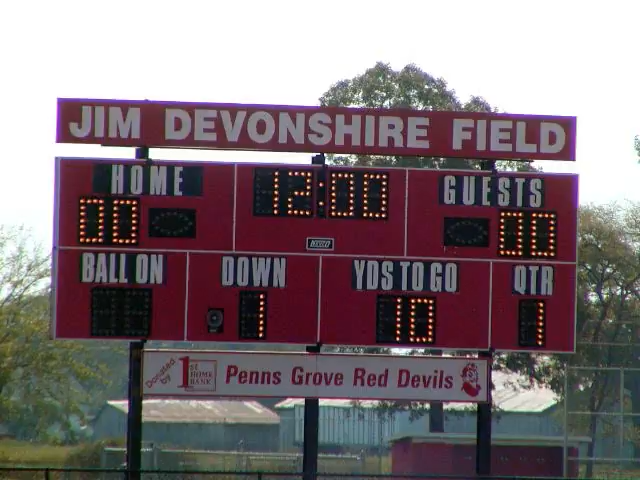 JIM DEVONSHIRE FIELD
HOME 12:00 GUESTS
00 00
BALL ON DOWN YDS TO GO QTR
1 10 1
Donated by 1st HOME BANK Penns Grove Red Devils